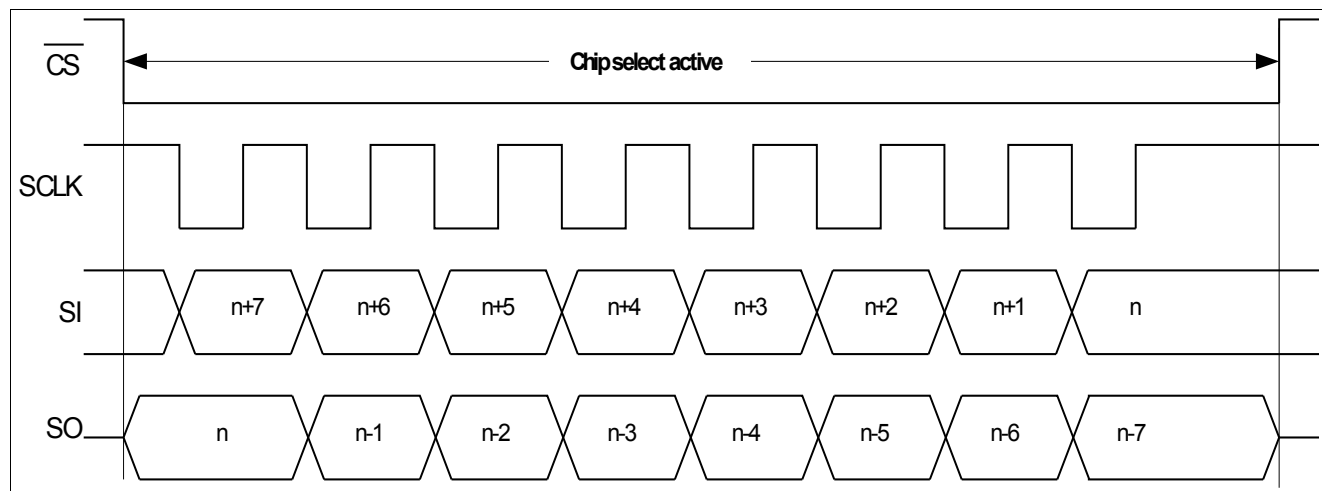 CS
Chip select active
SCLK
SI
n+7 n+6 n+5 n+4 n+3 n+2 n+1 n
SO
n n-1 n-2 n-3 n-4 n-5 n-6 n-7